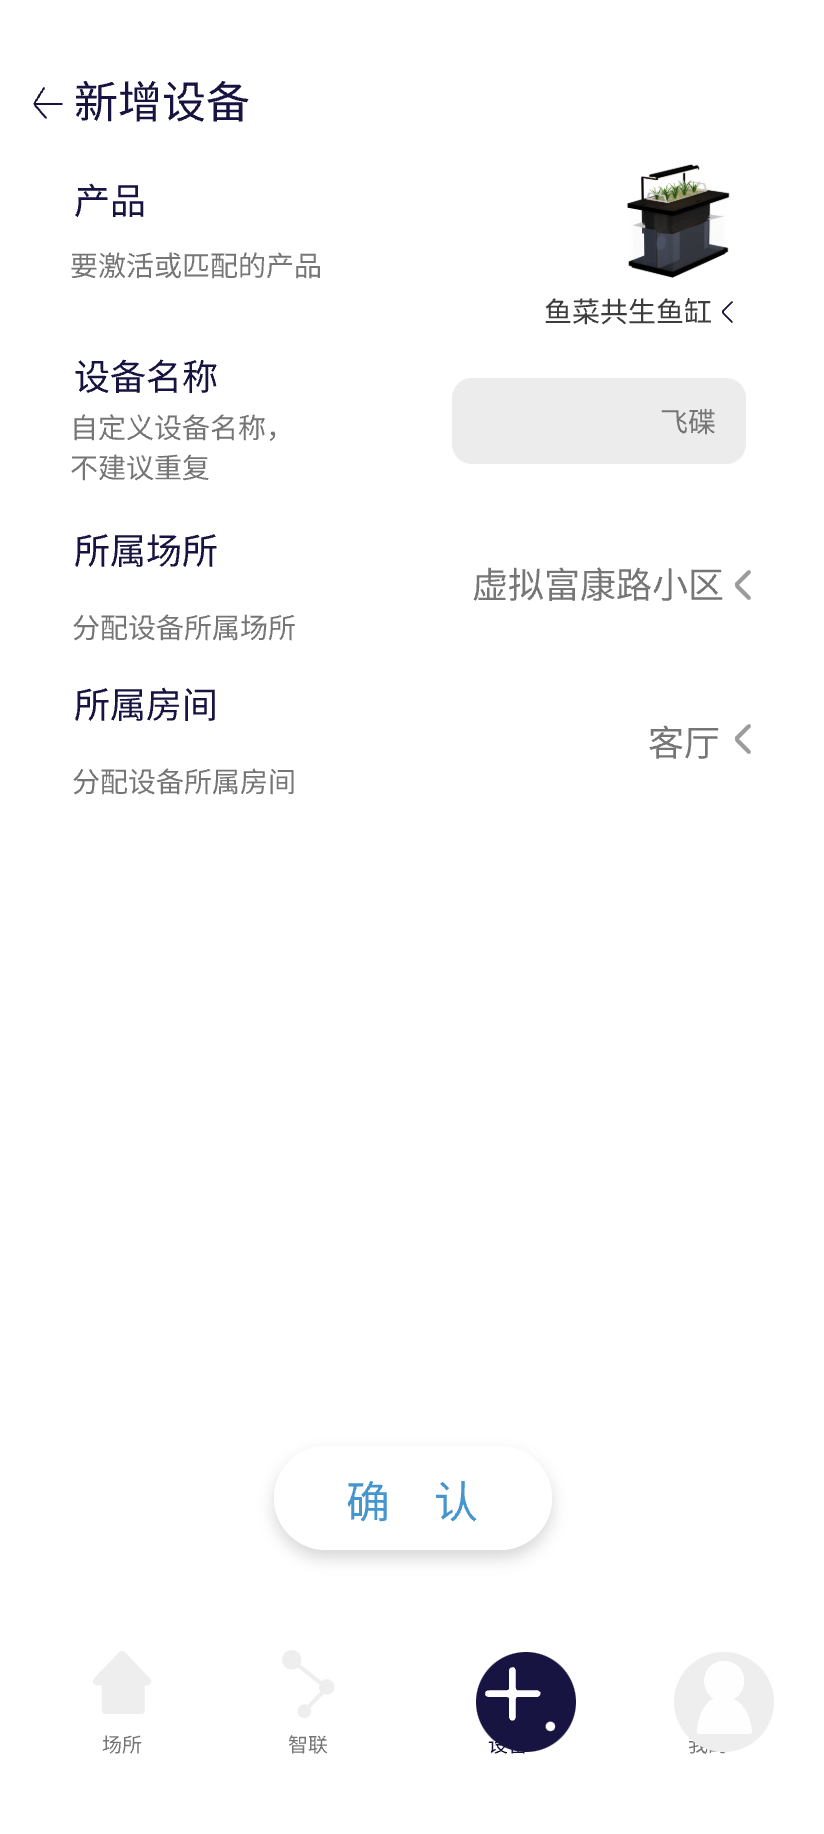 新增设备
产品
要激活或匹配的产品
鱼菜共生鱼缸
设备名称
自定义设备名称，
不建议重复
飞碟
所属场所
虚拟富康路小区
分配设备所属场所
所属房间
客厅
分配设备所属房间
确 认
场所
智联
设备